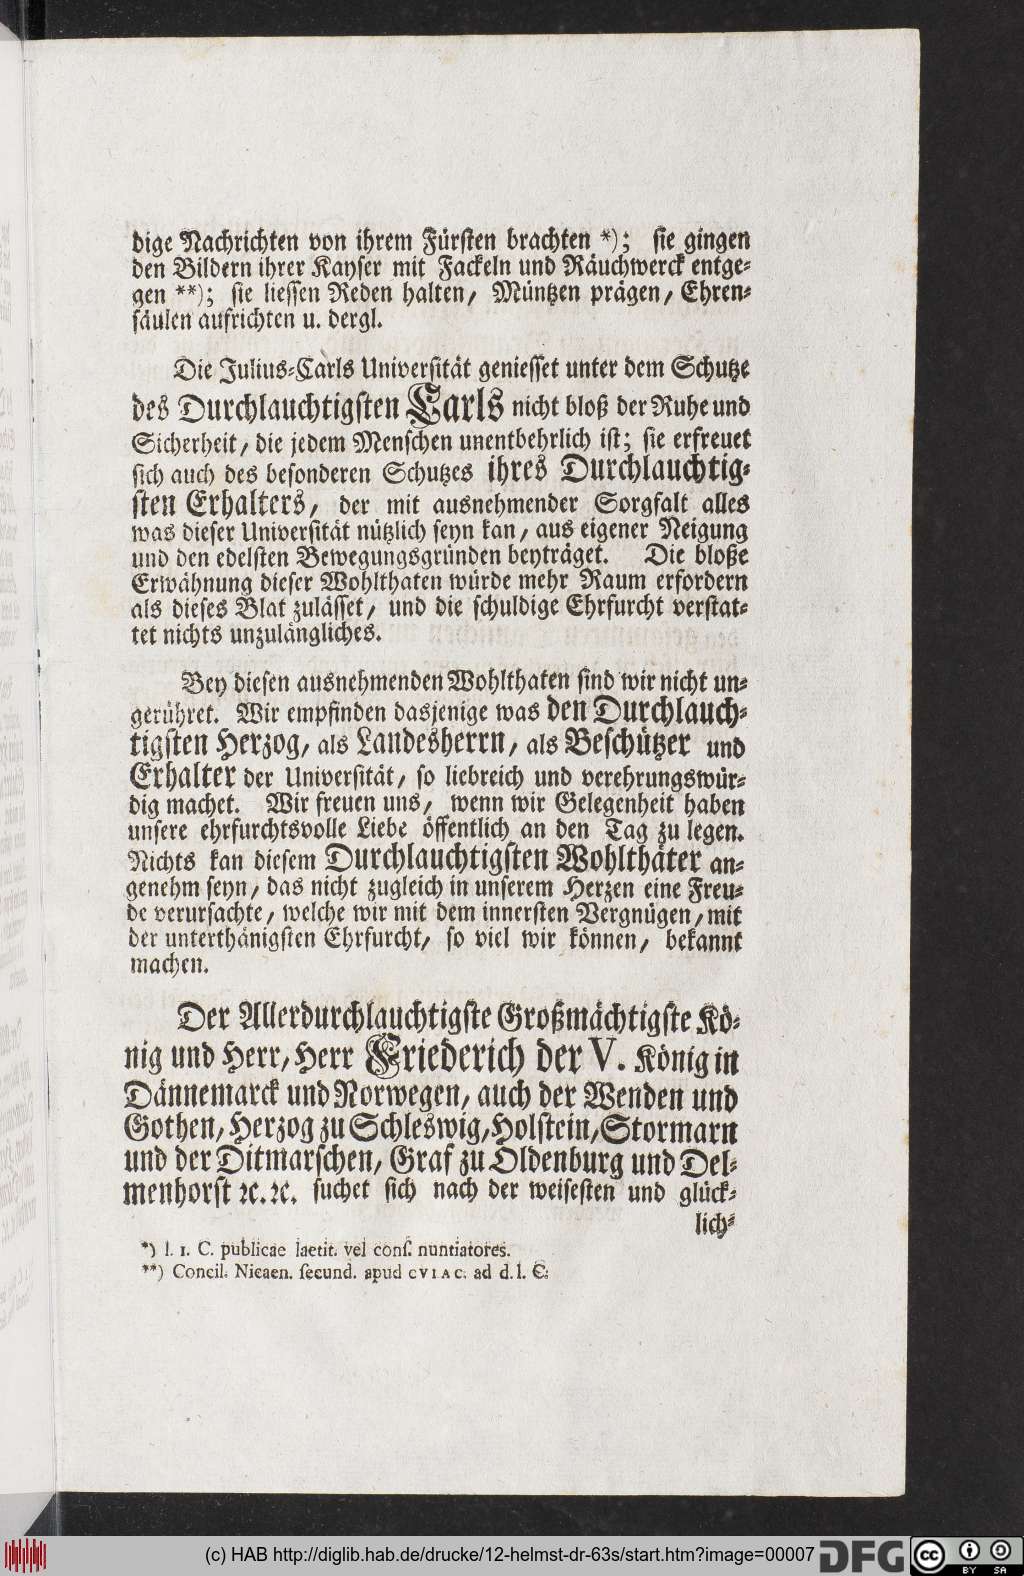 dige Nachrichten von ihrem Fürsten brachten *); sie gingen
den Bildern ihrer Kayser mit Fackeln und Räuchwerck entge-
gen **); sie liessen Reden halten, Müntzen prägen, Ehren-
säulen aufrichten u. dergl.
Die Julius-Carls Universität geniesset unter dem Schutze
des Durchlauchtigsten Carls nicht bloß der Ruhe und
Sicherheit, die jedem Menschen unentbehrlich ist; sie erfreuet
sich auch des besonderen Schutzes ihres Durchlauchtig-
sten Erhalters, der mit ausnehmender Sorgfalt alles
was dieser Universität nützlich seyn kan, aus eigener Neigung
und den edelsten Bewegungsgründen beyträget. Die bloße
Erwähnung dieser Wohlthaten würde mehr Raum erfordern
als dieses Blat zulässet, und die schuldige Ehrfurcht verstat-
tet nichts unzulängliches.
Bey diesen ausnehmenden Wohlthaten sind wir nicht un-
gerühret. Wir empfinden dasjenige was den Durchlauch-
tigsten Herzog, als Landesherrn, als Beschützer und
Erhalter der Universität, so liebreich und verehrungswür-
dig machet. Wir freuen uns, wenn wir Gelegenheit haben
unsere ehrfurchtsvolle Liebe öffentlich an den Tag zu legen.
Nichts kan diesem Durchlauchtigsten Wohlthäter an-
genehm seyn, das nicht zugleich in unserem Herzen eine Freu-
de verursachte, welche wir mit dem innersten Vergnügen, mit
der unterthänigsten Ehrfurcht, so viel wir können, bekannt
machen.
Der Allerdurchlauchtigste Großmächtigste Kö-
nig und Herr, Herr Friederich der V. König in
Dännemarck und Norwegen, auch der Wenden und
Gothen, Herzog zu Schleswig, Holstein, Stormarn
und der Ditmarschen, Graf zu Oldenburg und Del-
menhorst ꝛc. ꝛc. suchet sich nach der weisesten und glück-
lich-
*) l. 1. C. publicae laetit. vel cons. nuntiatores.
**) Concil. Nicaen. secund. apud CVIAC. ad d. l. C.
(c) HAB http://diglib.hab.de/drucke/12-helmst-dr-63s/start.htm?image=00007
DFG
cc BY SA